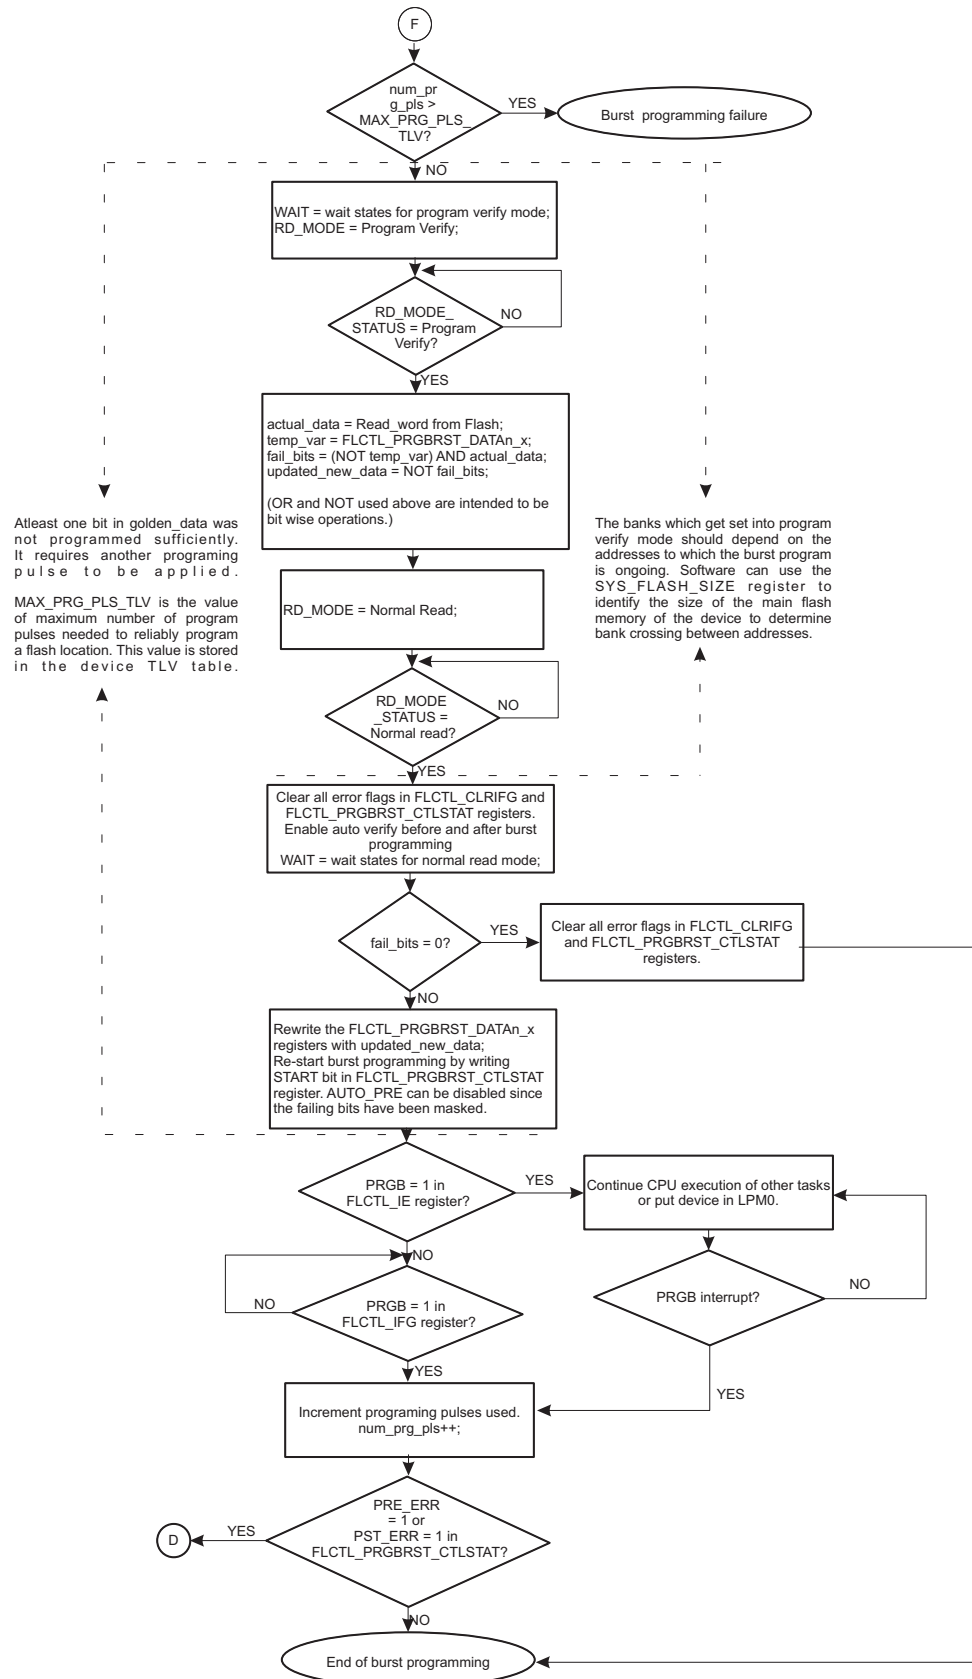 F
num_pr
g_pls >
MAX_PRG_PLS_
TLV?
YES
Burst programming failure
NO
WAIT = wait states for program verify mode;
RD_MODE = Program Verify;
RD_MODE_
STATUS = Program
Verify?
NO
YES
actual_data = Read_word from Flash;
temp_var = FLCTL_PRGBRST_DATAn_x;
fail_bits = (NOT temp_var) AND actual_data;
updated_new_data = NOT fail_bits;
(OR and NOT used above are intended to be
bit wise operations.)
Atleast one bit in golden_data was
not programmed sufficiently.
It requires another programing
pulse to be applied.
MAX_PRG_PLS_TLV is the value
of maximum number of program
pulses needed to reliably program
a flash location. This value is stored
in the device TLV table.
The banks which get set into program
verify mode should depend on the
addresses to which the burst program
is ongoing. Software can use the
SYS_FLASH_SIZE register to
identify the size of the main flash
memory of the device to determine
bank crossing between addresses.
RD_MODE = Normal Read;
RD_MODE
_STATUS =
Normal read?
NO
YES
Clear all error flags in FLCTL_CLRIFG and
FLCTL_PRGBRST_CTLSTAT registers.
Enable auto verify before and after burst
programming
WAIT = wait states for normal read mode;
fail_bits = 0?
YES
Clear all error flags in FLCTL_CLRIFG
and FLCTL_PRGBRST_CTLSTAT
registers.
NO
Rewrite the FLCTL_PRGBRST_DATAn_x
registers with updated_new_data;
Re-start burst programming by writing
START bit in FLCTL_PRGBRST_CTLSTAT
register. AUTO_PRE can be disabled since
the failing bits have been masked.
PRGB = 1 in
FLCTL_IE register?
YES
Continue CPU execution of other tasks
or put device in LPM0.
NO
PRGB = 1 in
FLCTL_IFG register?
NO
PRGB interrupt?
NO
YES
YES
Increment programing pulses used.
num_prg_pls++;
PRE_ERR
= 1 or
PST_ERR = 1 in
FLCTL_PRGBRST_CTLSTAT?
YES
D
NO
End of burst programming